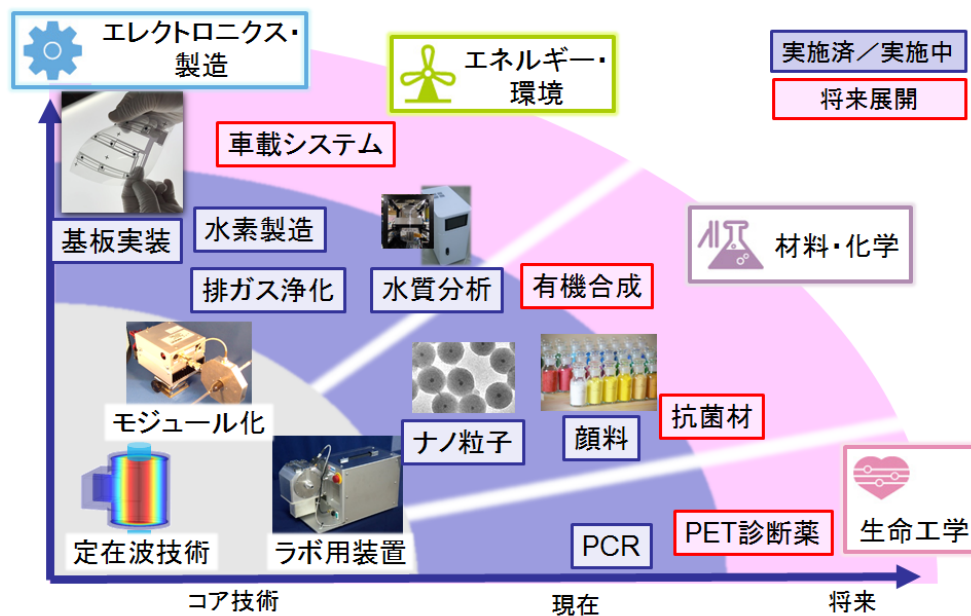 エレクトロニクス・
製造
エネルギー・
環境
実施済／実施中
将来展開
車載システム
基板実装
水素製造
材料・化学
排ガス浄化
水質分析
有機合成
モジュール化
ナノ粒子
顔料
抗菌材
定在波技術
ラボ用装置
PCR
PET診断薬
生命工学
コア技術
現在
将来